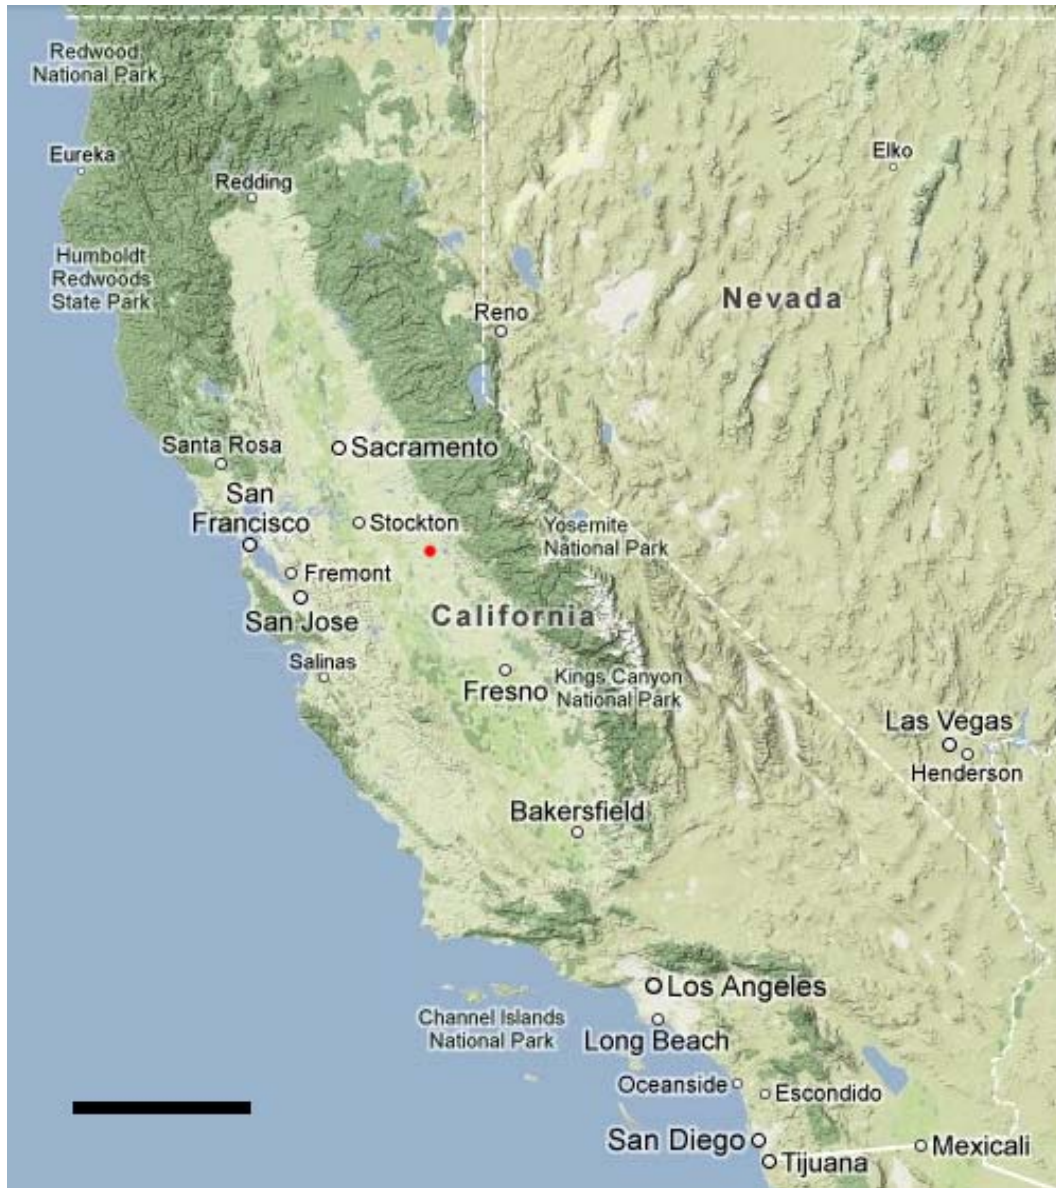 Redwood
National Park
Eureka
Redding
Elko
Humboldt
Redwoods
State Park
Reno
Nevada
Santa Rosa
Sacramento
San
Francisco
Stockton
Yosemite
National Park
Fremont
San Jose
California
Salinas
Fresno
Kings Canyon
National Park
Las Vegas
Henderson
Bakersfield
Los Angeles
Channel Islands
National Park
Long Beach
Oceanside
Escondido
San Diego
Mexicali
Tijuana